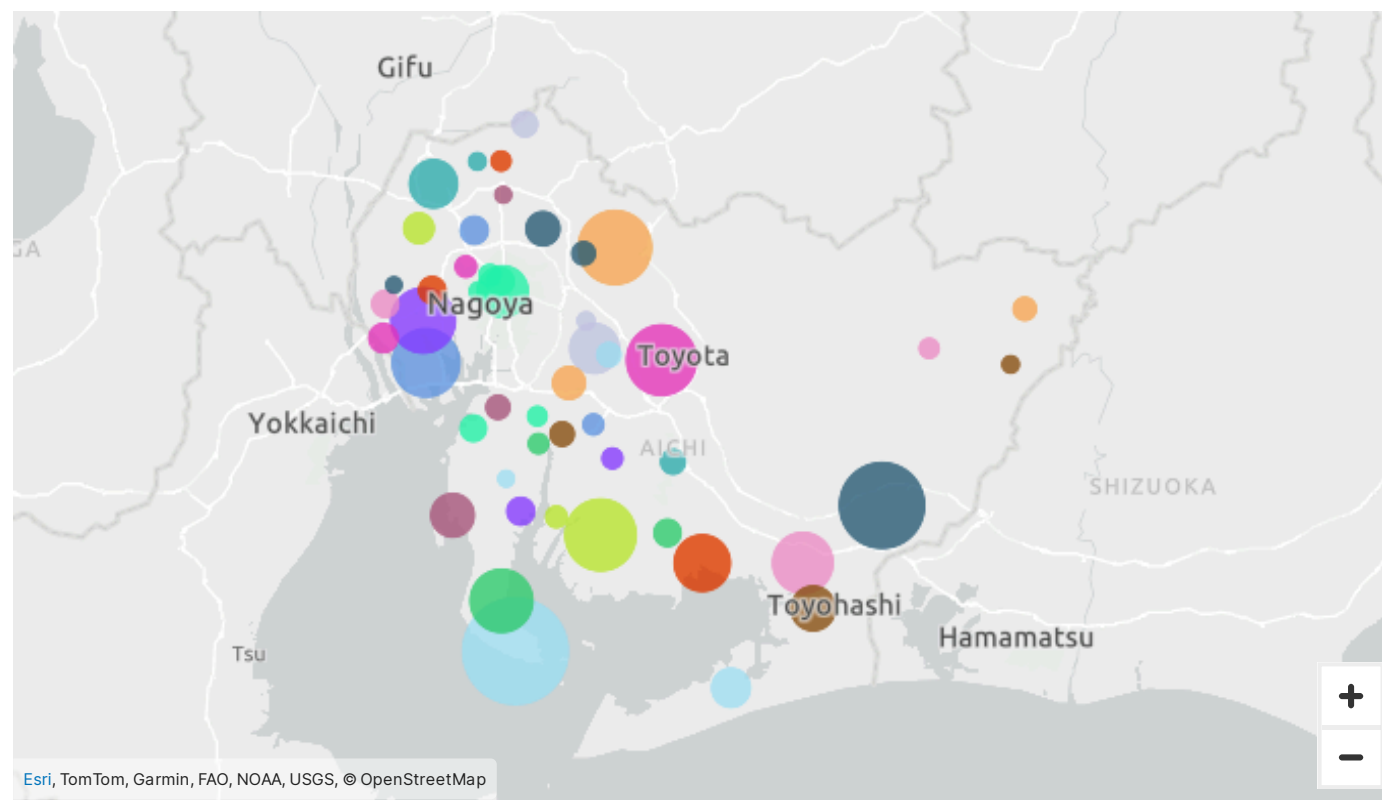 Gifu
GA
Nagoya
Toyota
Yokkaichi
AICHI
SHIZUOKA
Toyohashi
Hamamatsu
Tsu
+
−
Esri, TomTom, Garmin, FAO, NOAA, USGS, © OpenStreetMap